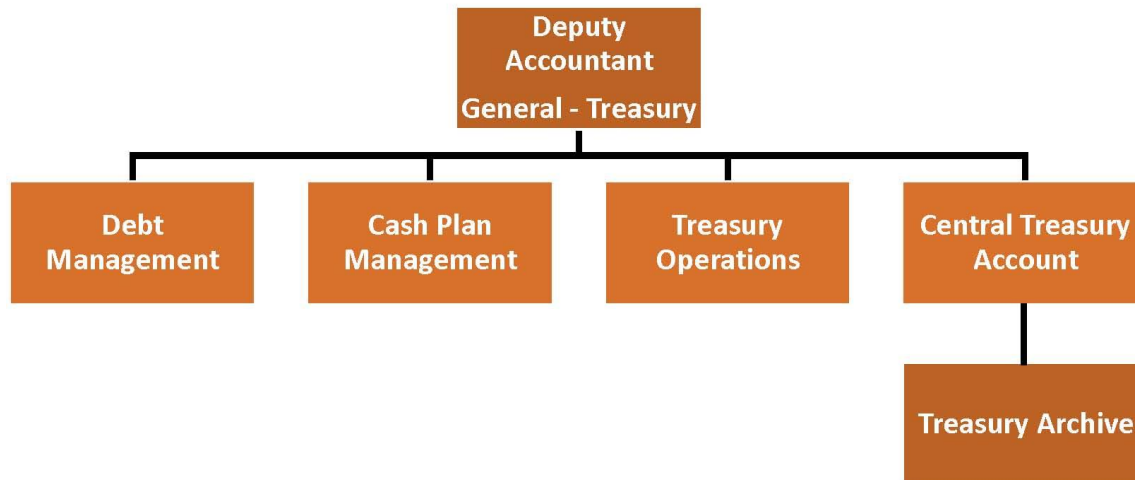 Deputy
Accountant
General - Treasury
Debt
Management
Cash Plan
Management
Treasury
Operations
Central Treasury
Account
Treasury Archive